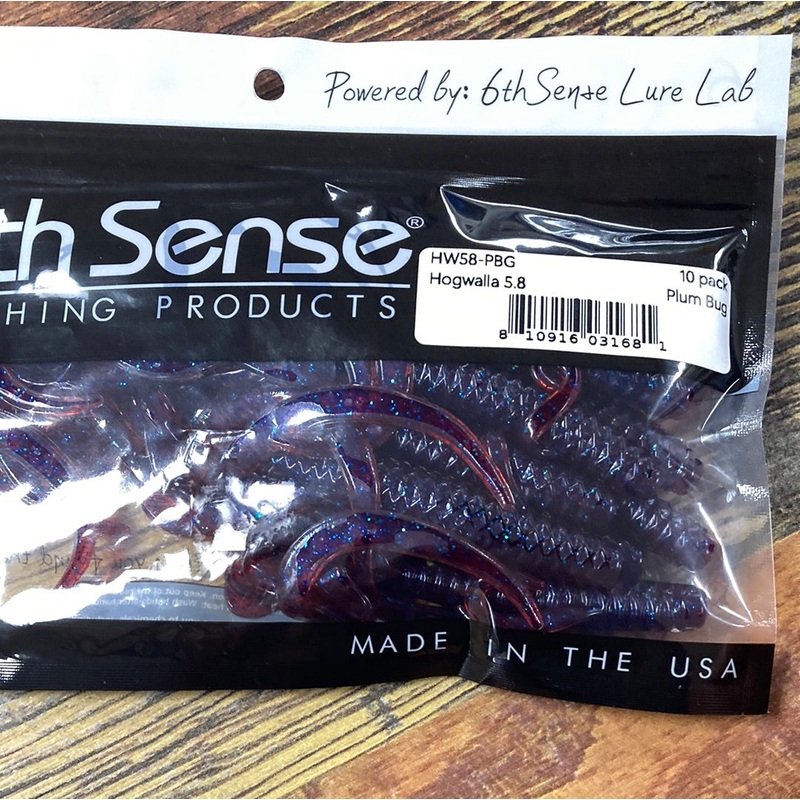 Powered by: 6thSense Lure Lab
th Sense®
HING PRODUCTS
HW58-PBG
Hogwalla 5.8
10 pack
Plum Bug
8 10916 03168 1
MADE IN THE USA